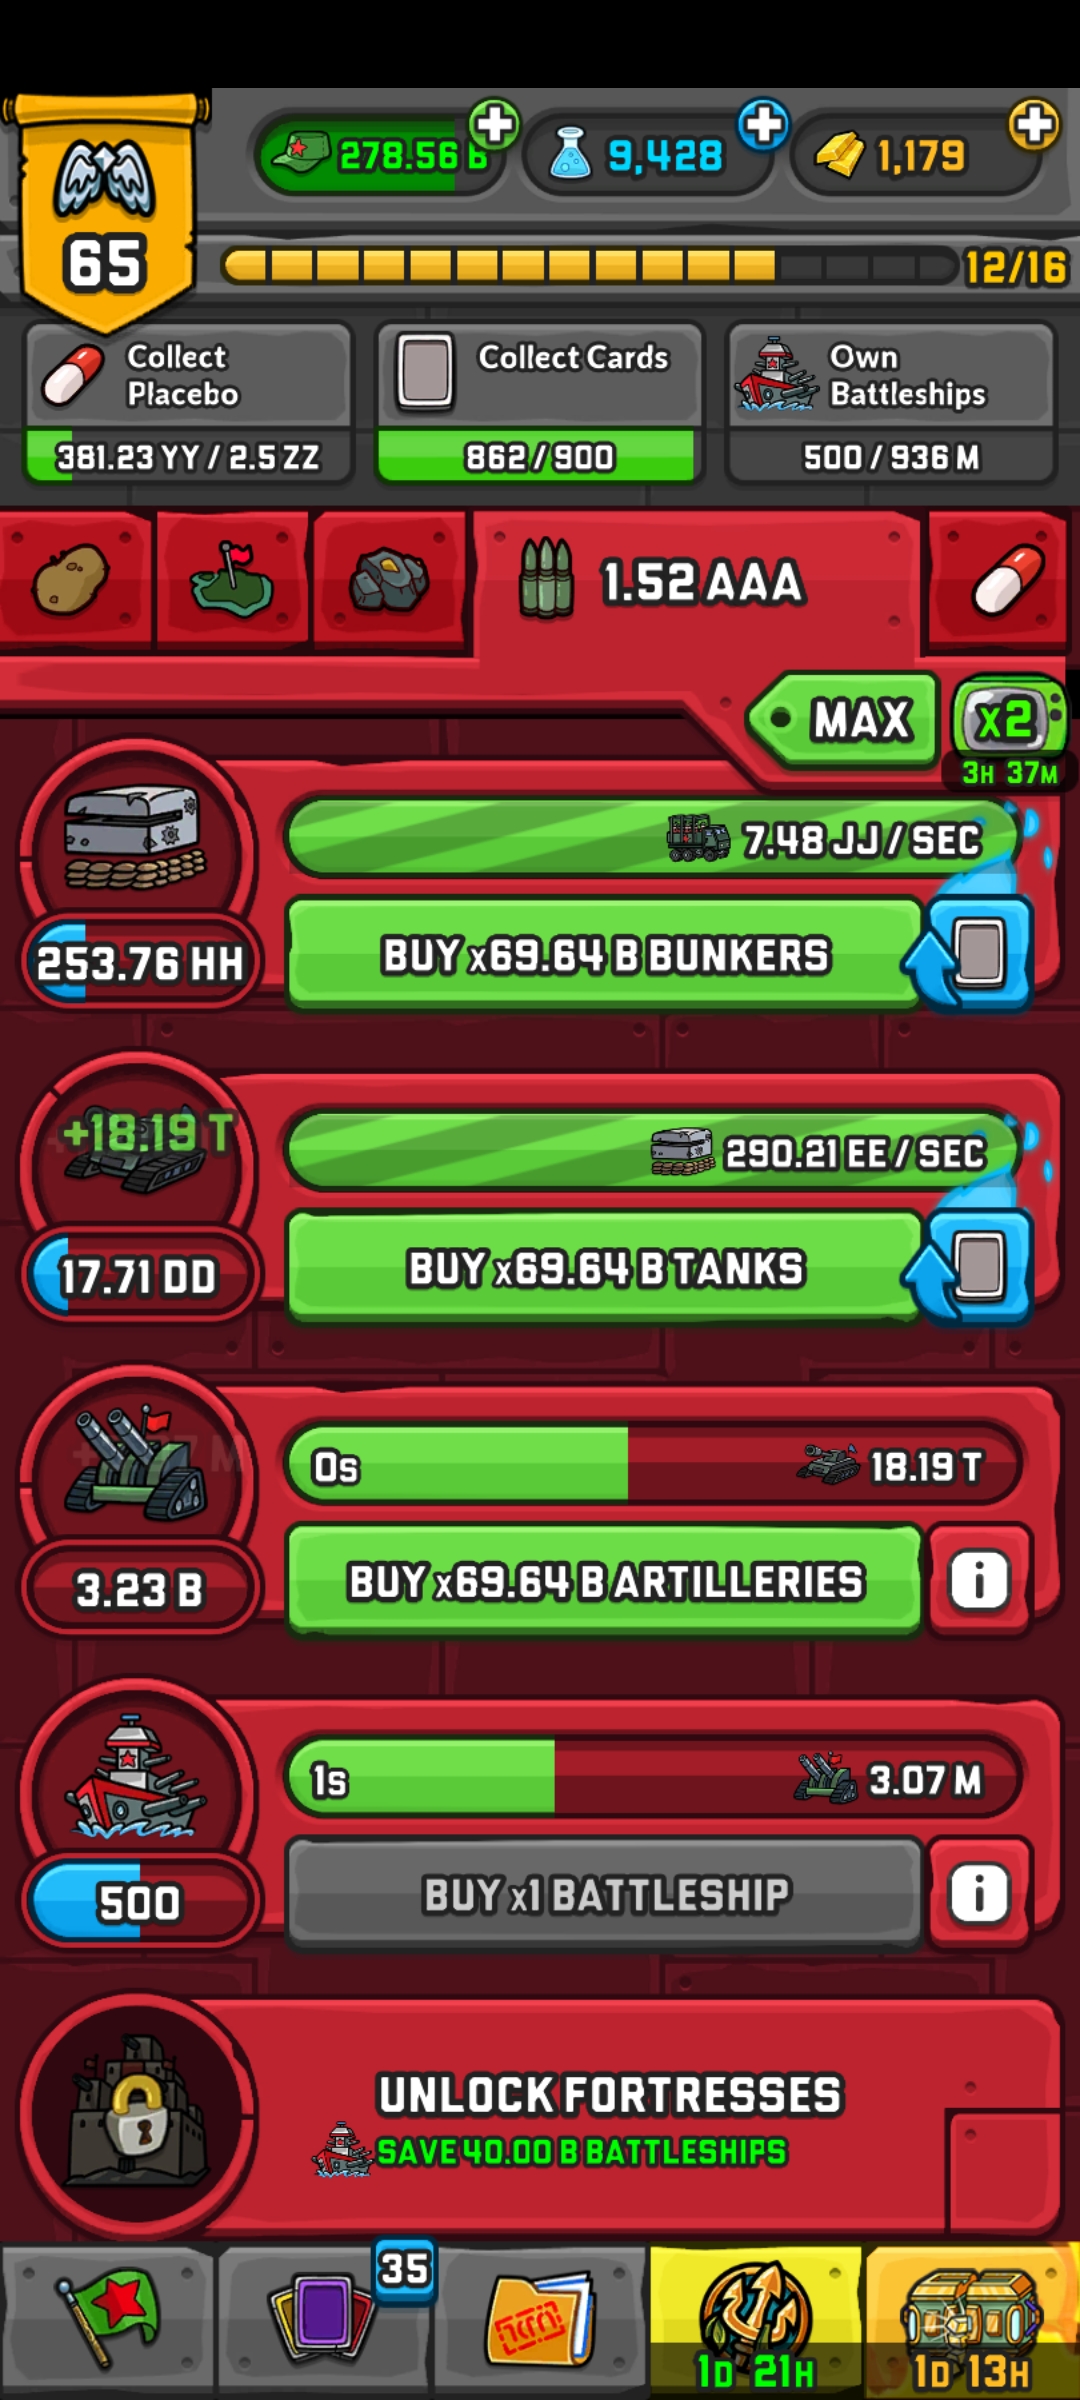 65
278.56 B
9,428
1,179
12/16
Collect
Placebo
381.23 YY / 2.5 ZZ
Collect Cards
862/900
Own
Battleships
500 / 936 M
1.52 AAA
MAX
x2
3H 37M
7.48 JJ / SEC
253.76 HH
BUY x69.64 B BUNKERS
+18.19 T
290.21 EE / SEC
17.71 DD
BUY x69.64 B TANKS
0s
18.19 T
3.23 B
BUY x69.64 B ARTILLERIES
i
1s
3.07 M
500
BUY x1 BATTLESHIP
i
UNLOCK FORTRESSES
SAVE 40.00 B BATTLESHIPS
35
1D 21H
1D 13H